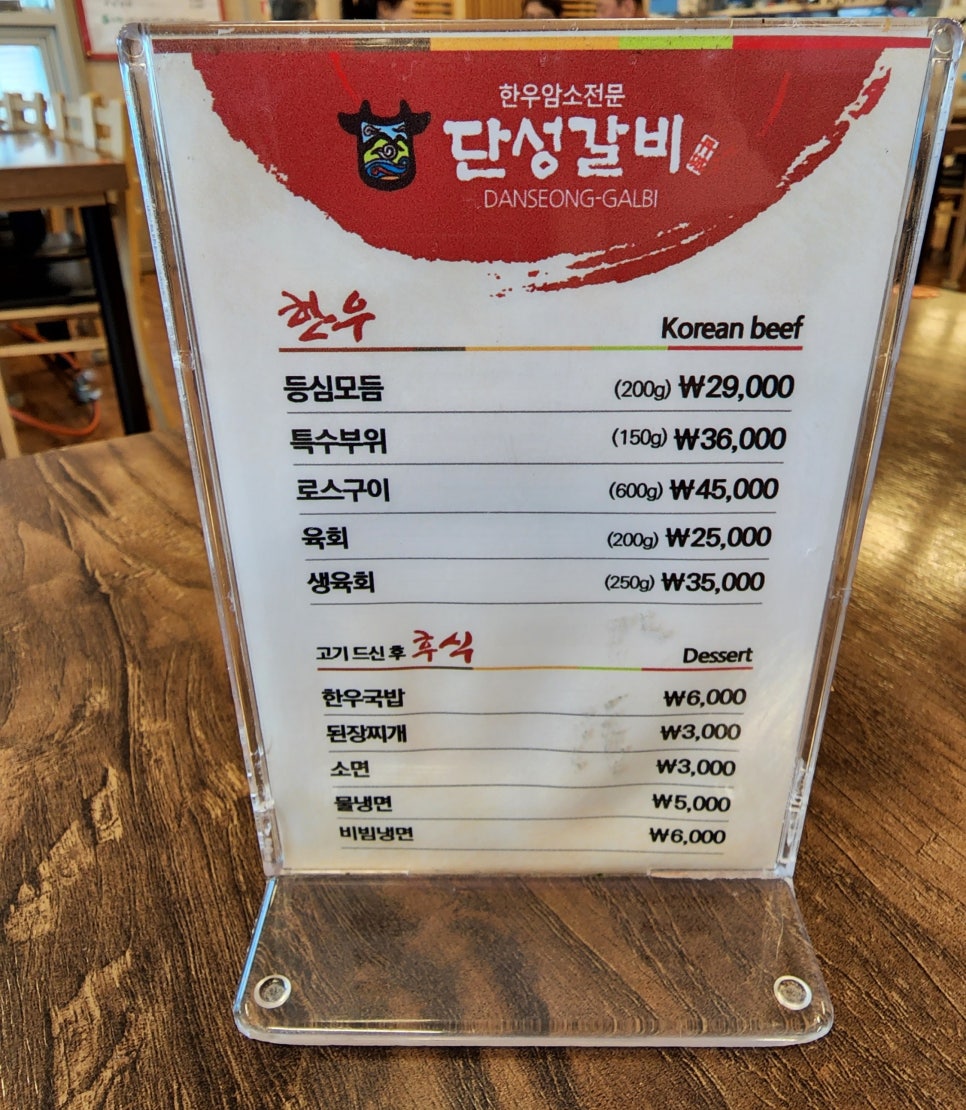 한우암소전문
단성갈비
DANSEONG-GALBI
한우 Korean beef
등심모듬 (200g) ₩29,000
특수부위 (150g) ₩36,000
로스구이 (600g) ₩45,000
육회 (200g) ₩25,000
생육회 (250g) ₩35,000
고기 드신 후 후식 Dessert
한우국밥 ₩6,000
된장찌개 ₩3,000
소면 ₩3,000
물냉면 ₩5,000
비빔냉면 ₩6,000